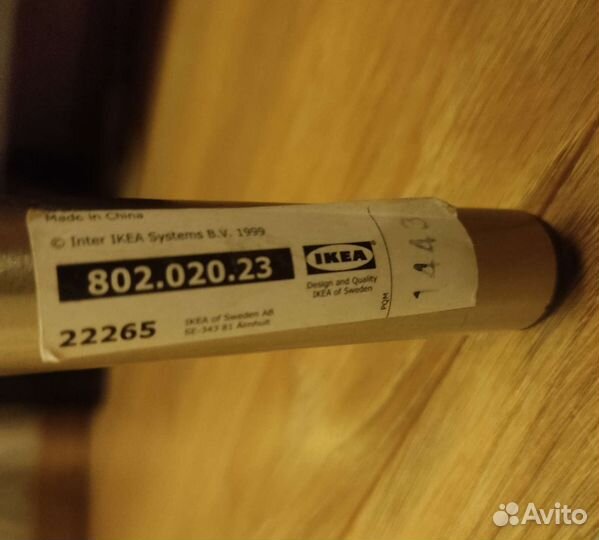 Made in China
© Inter IKEA Systems B.V. 1999
802.020.23
22265
IKEA of Sweden AB
SE-343 81 Älmhult
IKEA
Design and Quality
IKEA of Sweden
PQM
1443
Avito